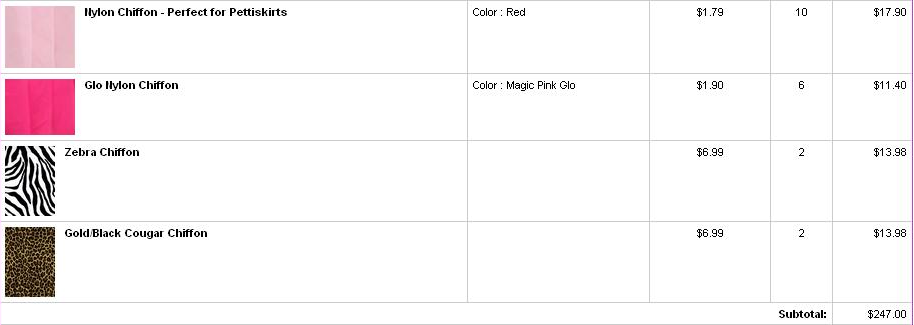 Nylon Chiffon - Perfect for Pettiskirts Color : Red $1.79 10 $17.90
Glo Nylon Chiffon Color : Magic Pink Glo $1.90 6 $11.40
Zebra Chiffon $6.99 2 $13.98
Gold/Black Cougar Chiffon $6.99 2 $13.98
Subtotal: $247.00